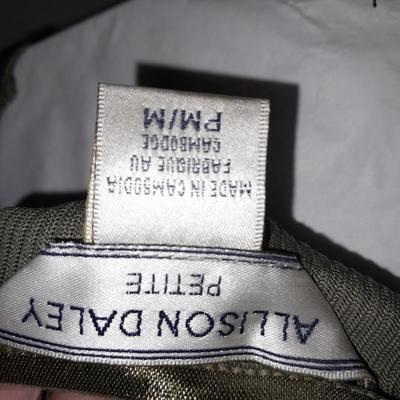 ALLISON DALEY
PETITE
MADE IN CAMBODIA
FABRIQUE AU
CAMBODGE
PM/M